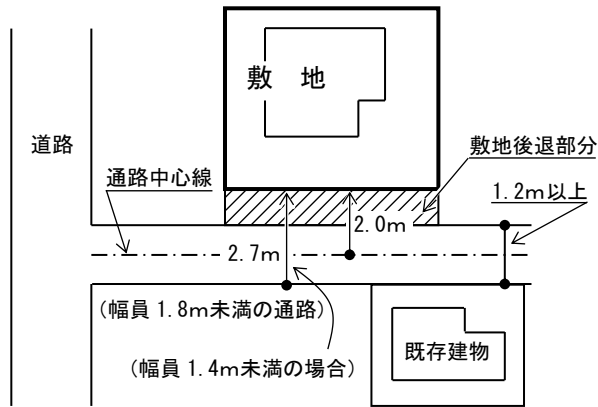 敷 地
道路
敷地後退部分
通路中心線
1.2m以上
2.0m
2.7m
(幅員 1.8m未満の通路)
(幅員 1.4m未満の場合)
既存建物